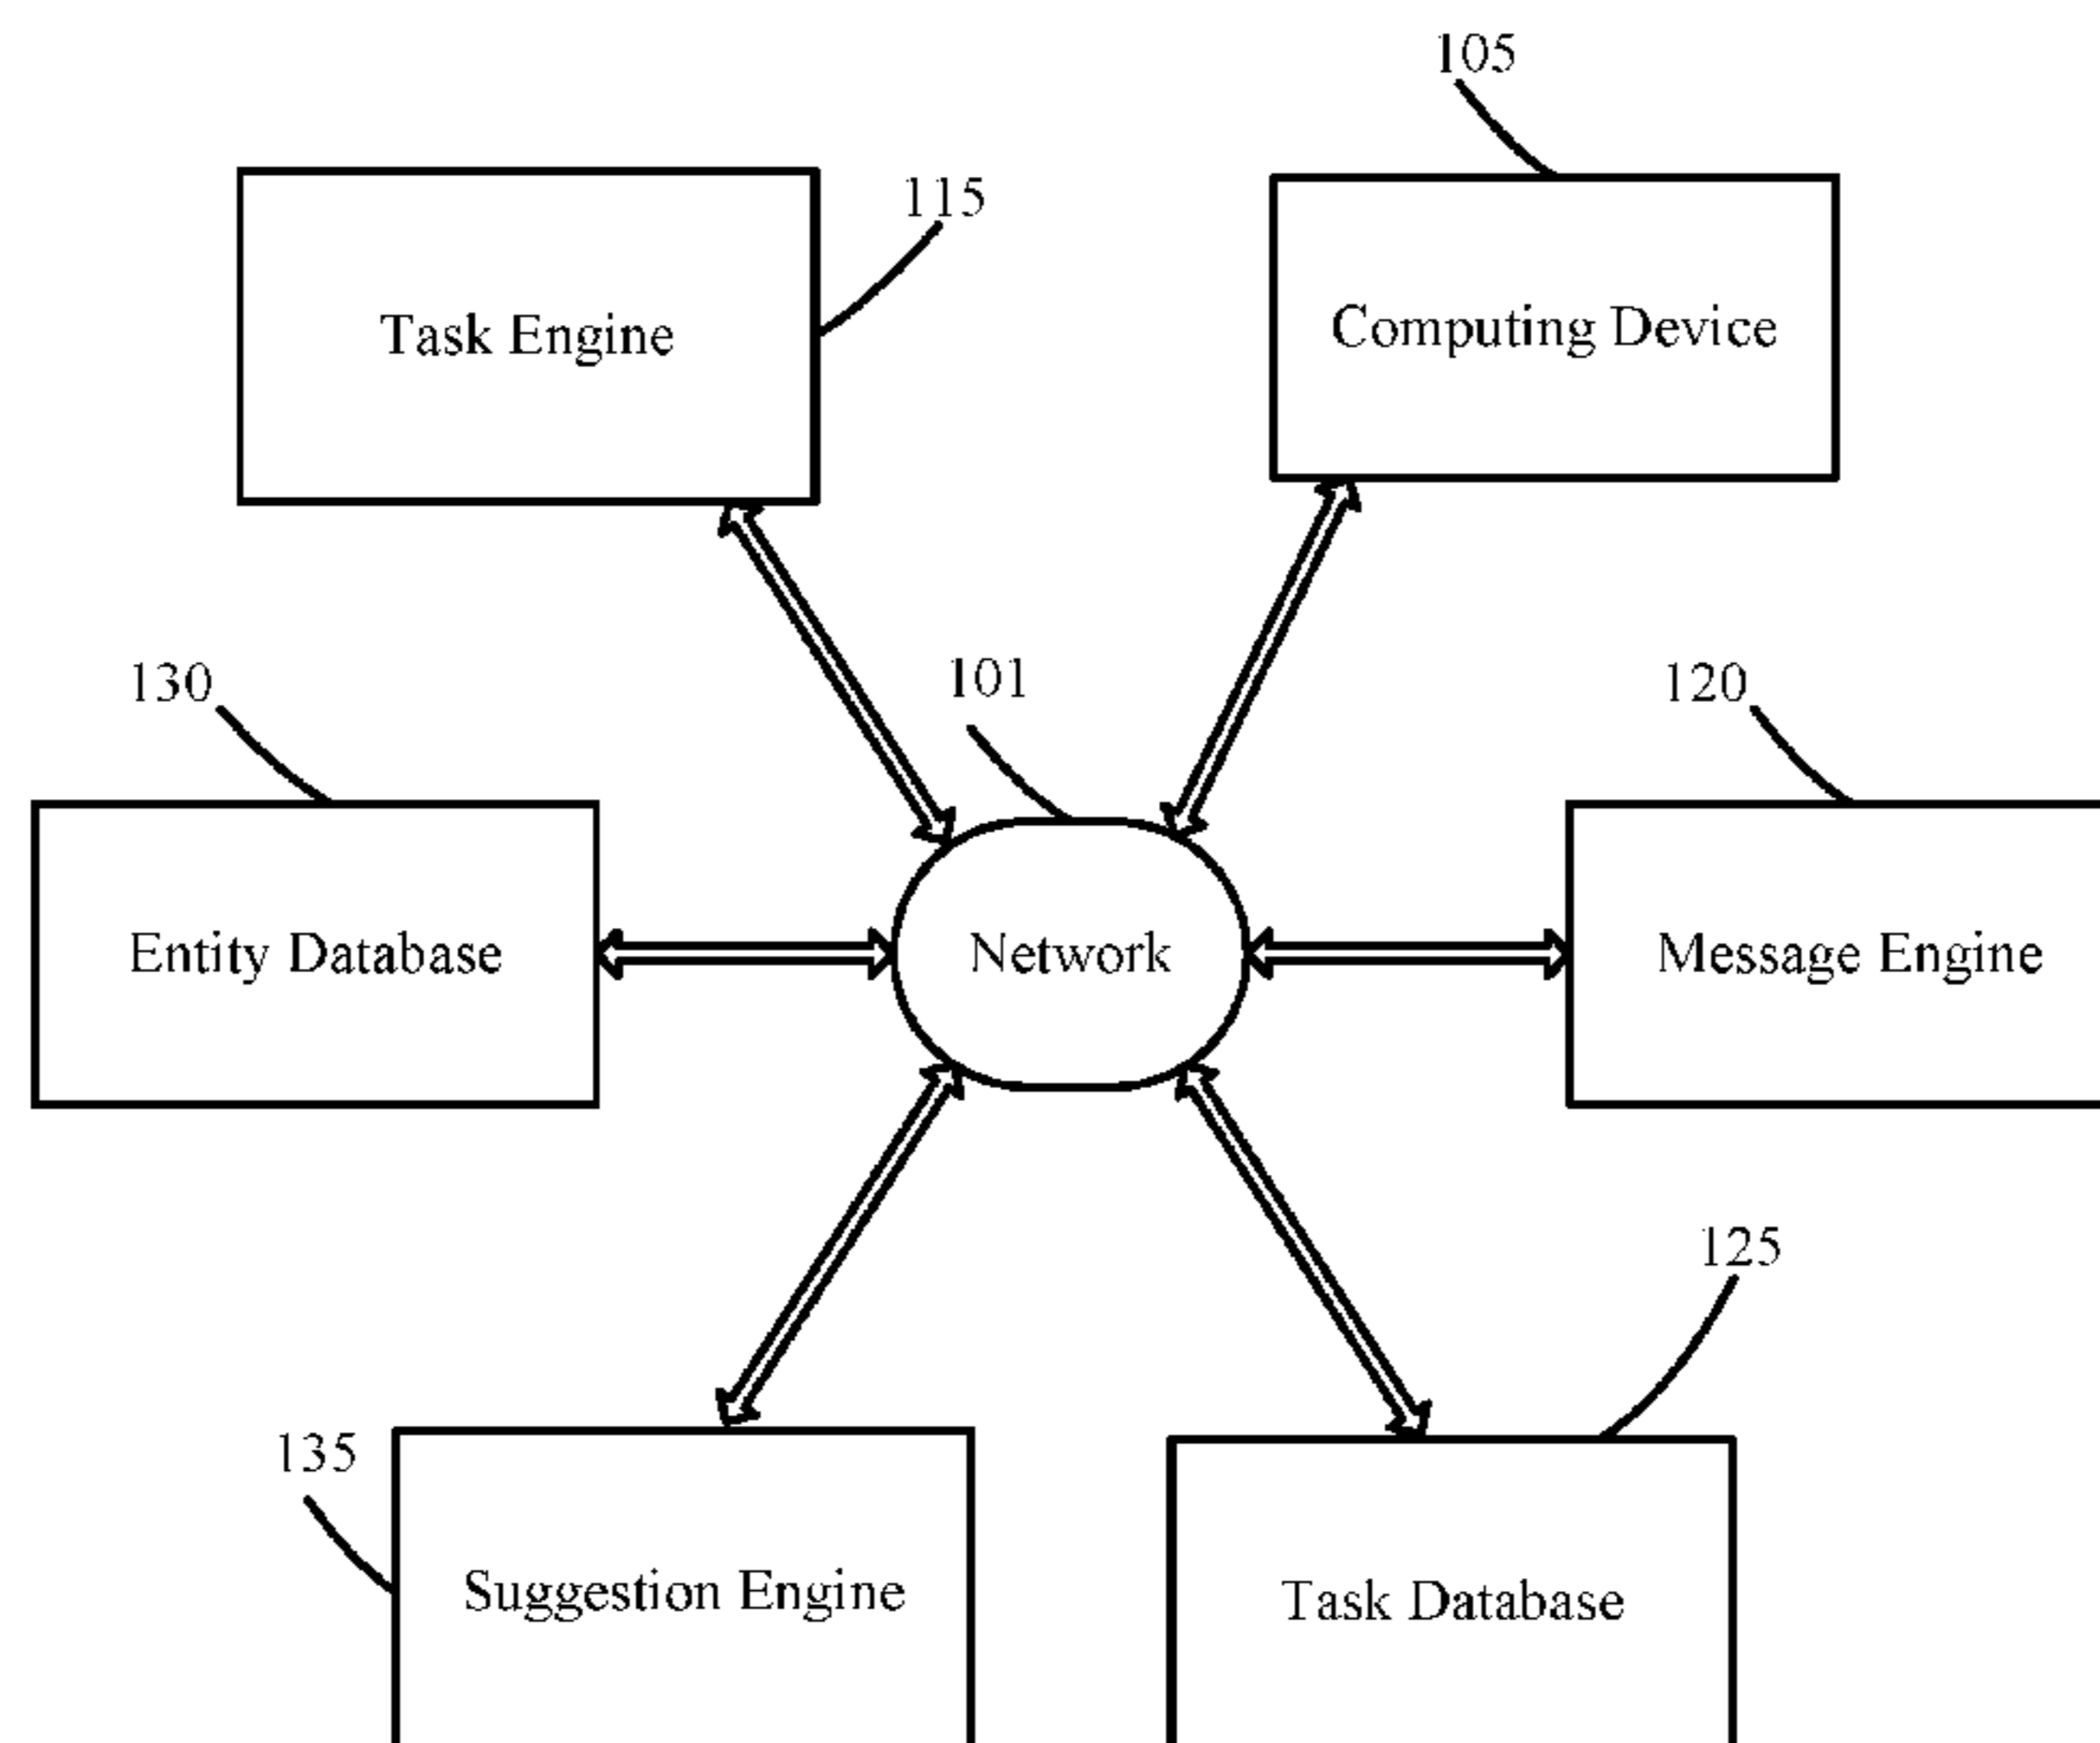 105
115
Task Engine
Computing Device
130
101
120
Entity Database
Network
Message Engine
125
135
Suggestion Engine
Task Database